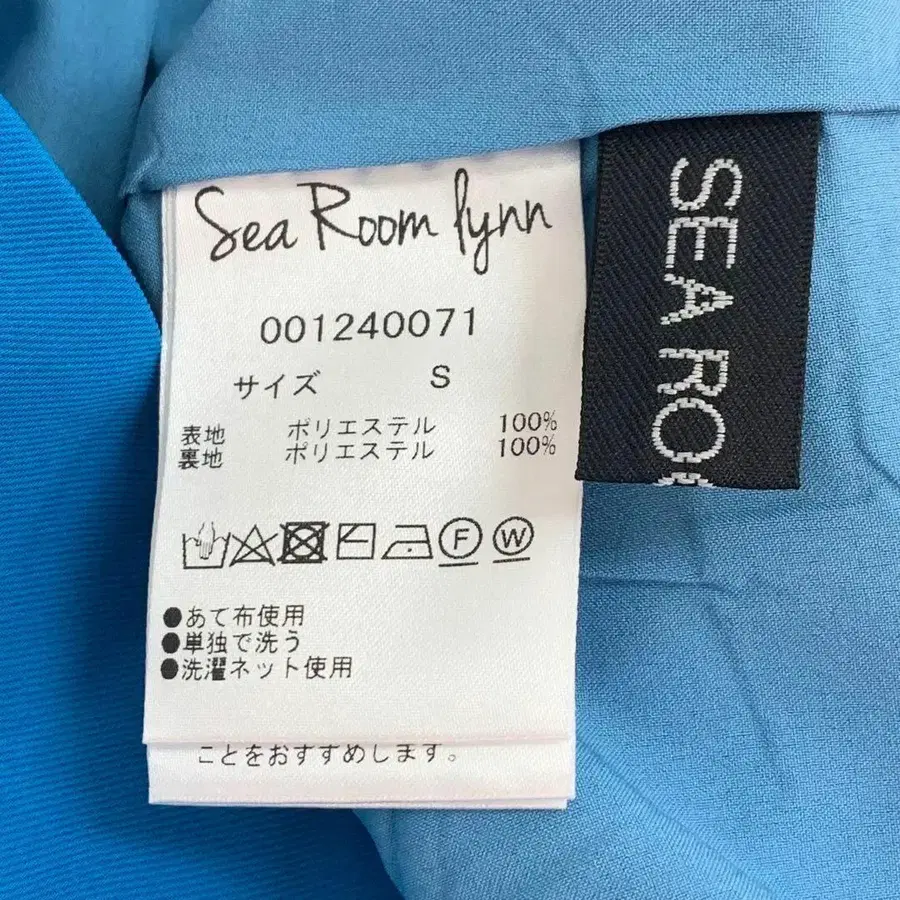 Sea Room lynn
001240071
サイズ S
表地 ポリエステル 100%
裏地 ポリエステル 100%
F W
●あて布使用
●単独で洗う
●洗濯ネット使用
ことをおすすめします。
SEA RO